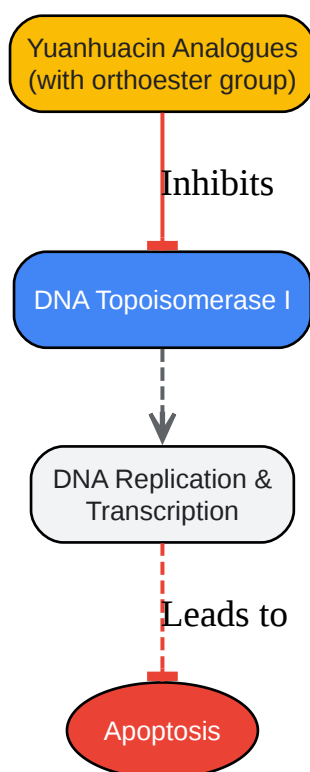 Yuanhuacin Analogues
(with orthoester group)
Inhibits
DNA Topoisomerase I
DNA Replication &
Transcription
Leads to
Apoptosis